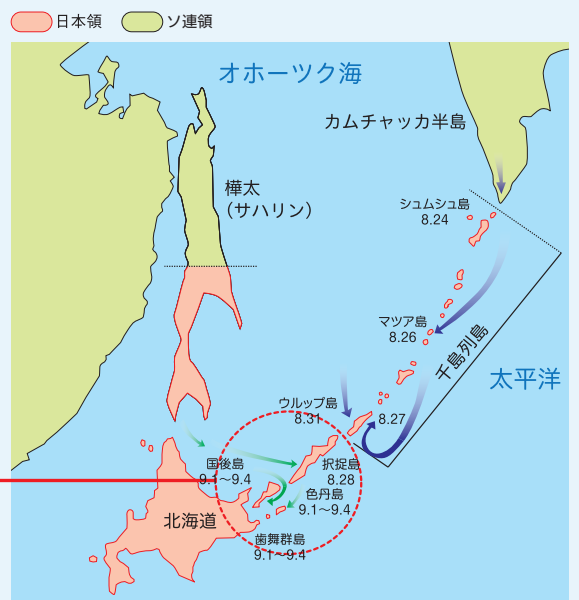 日本領
ソ連領
オホーツク海
カムチャッカ半島
樺太
（サハリン）
シュムシュ島
8.24
マツア島
8.26
千島列島
太平洋
ウルップ島
8.31
8.27
国後島
9.1〜9.4
択捉島
8.28
色丹島
9.1〜9.4
北海道
歯舞群島
9.1〜9.4